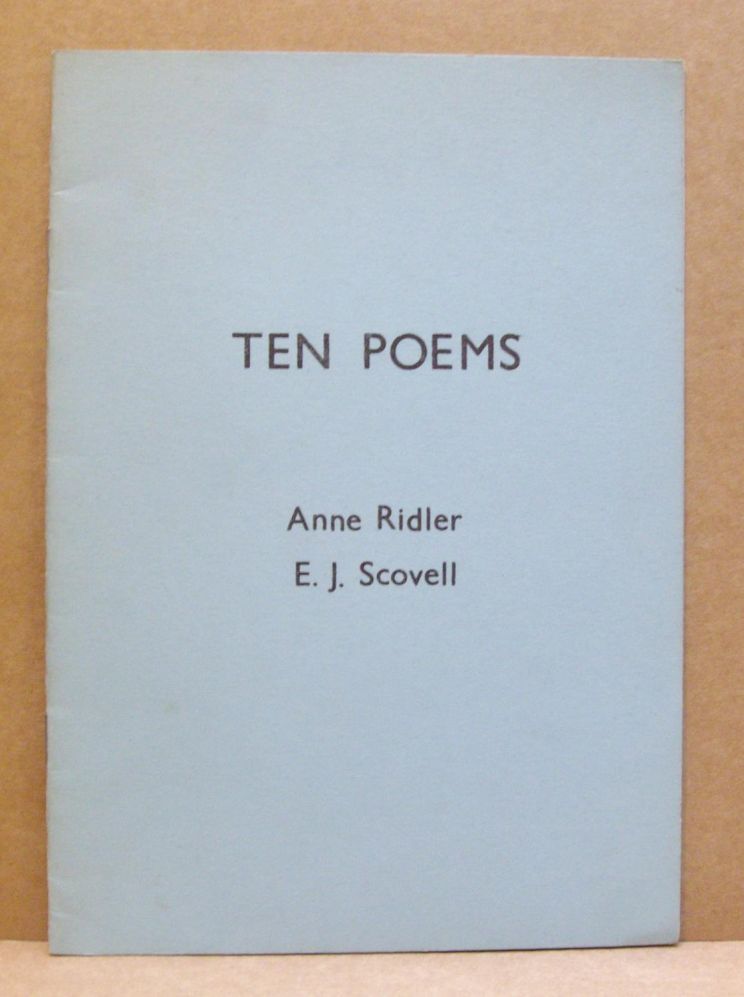 TEN POEMS
Anne Ridler
E. J. Scovell